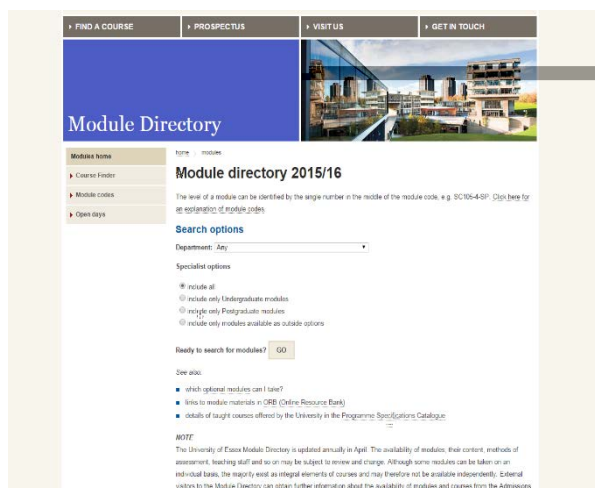 FIND A COURSE
PROSPECTUS
VISIT US
GET IN TOUCH
Module Directory
Modules home
Course Finder
Module codes
Open days
home modules
Module directory 2015/16
The level of a module can be identified by the single number in the middle of the module code, e.g. SC105-4-SP. Click here for
an explanation of module codes.
Search options
Department: Any
Specialist options
include all
include only Undergraduate modules
include only Postgraduate modules
include only modules available as outside options
Ready to search for modules? GO
See also:
which optional modules can I take?
links to module materials in ORB (Online Resource Bank)
details of taught courses offered by the University in the Programme Specifications Catalogue
NOTE
The University of Essex Module Directory is updated annually in April. The availability of modules, their content, methods of
assessment, teaching staff and so on may be subject to review and change. Although some modules can be taken on an
individual basis, the majority exist as integral elements of courses and may therefore not be available independently. External
visitors to the Module Directory can obtain further information about the availability of modules and courses from the Admissions